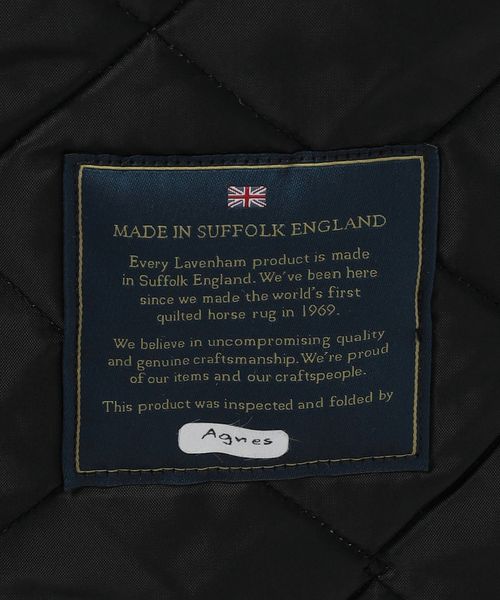 MADE IN SUFFOLK ENGLAND
Every Lavenham product is made
in Suffolk England. We've been here
since we made the world's first
quilted horse rug in 1969.
We believe in uncompromising quality
and genuine craftsmanship. We're proud
of our items and our craftspeople.
This product was inspected and folded by
Agnes